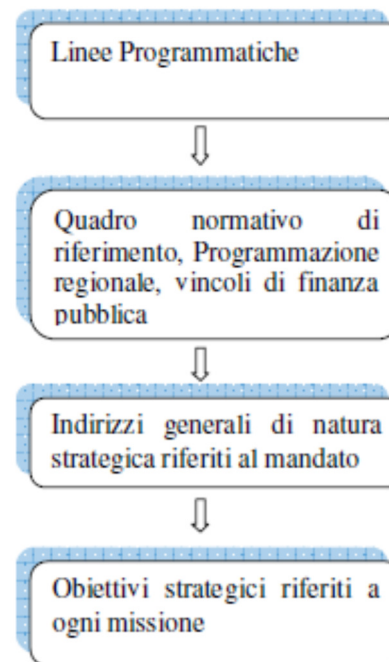 Linee Programmatiche
Quadro normativo di
riferimento, Programmazione
regionale, vincoli di finanza
pubblica
Indirizzi generali di natura
strategica riferiti al mandato
Obiettivi strategici riferiti a
ogni missione